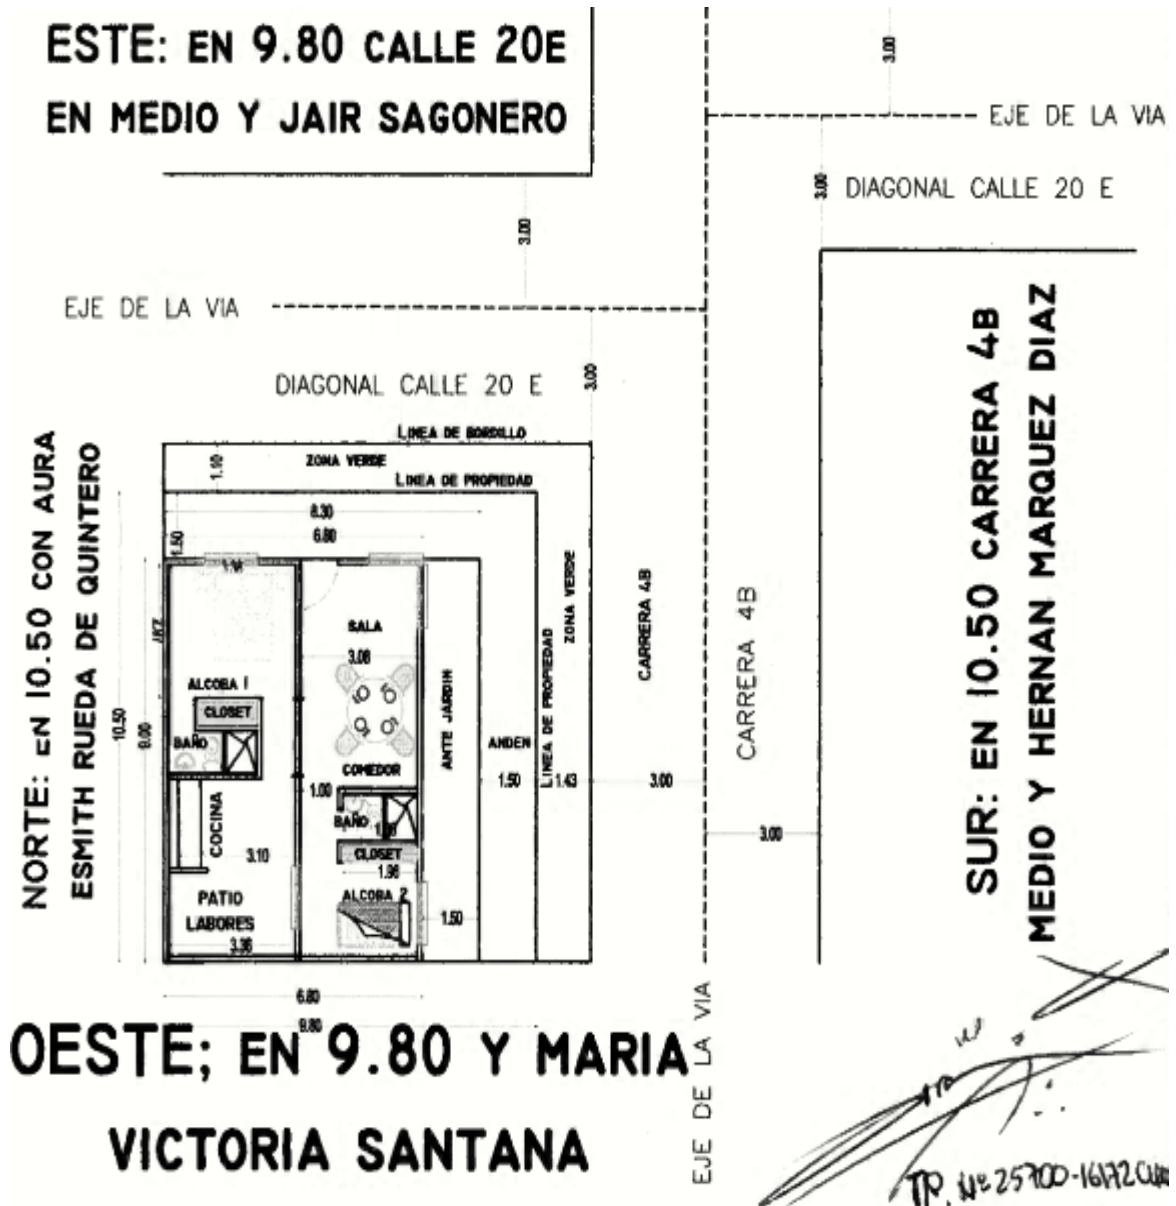 ESTE: EN 9.80 CALLE 20E
EN MEDIO Y JAIR SAGONERO
3.00
EJE DE LA VIA
3.00
DIAGONAL CALLE 20 E
3.00
EJE DE LA VIA
DIAGONAL CALLE 20 E
3.00
LINEA DE BORDILLO
ZONA VERDE
1.10
LINEA DE PROPIEDAD
8.30
6.80
1.50
NORTE: EN 10.50 CON AURA
ESMITH RUEDA DE QUINTERO
10.50
9.00
SALA
3.08
ALCOBA 1
CLOSET
BAÑO
COMEDOR
1.00
BAÑO
COCINA
3.10
CLOSET
1.96
ALCOBA 2
PATIO
LABORES
3.36
ANTE JARDIN
1.50
ANDEN
1.50
LINEA DE PROPIEDAD
ZONA VERDE
1.43
CARRERA 4B
3.00
CARRERA 4B
3.00
SUR: EN 10.50 CARRERA 4B
MEDIO Y HERNAN MARQUEZ DIAZ
6.80
9.80
OESTE; EN 9.80 Y MARIA
VICTORIA SANTANA
EJE DE LA VIA
TP. Nº 25700-16172